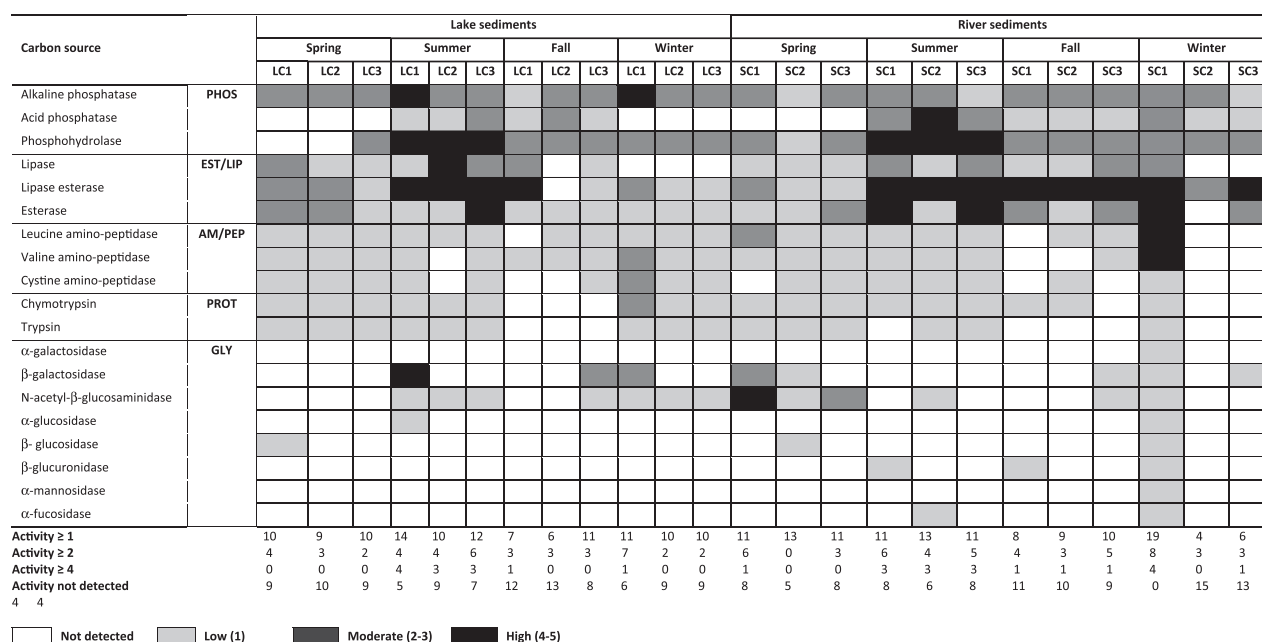 Lake sediments River sediments
Carbon source Spring Summer Fall Winter Spring Summer Fall Winter
LC1 LC2 LC3 LC1 LC2 LC3 LC1 LC2 LC3 LC1 LC2 LC3 SC1 SC2 SC3 SC1 SC2 SC3 SC1 SC2 SC3 SC1 SC2 SC3
Alkaline phosphatase PHOS
Acid phosphatase
Phosphohydrolase
Lipase EST/LIP
Lipase esterase
Esterase
Leucine amino-peptidase AM/PEP
Valine amino-peptidase
Cystine amino-peptidase
Chymotrypsin PROT
Trypsin
α-galactosidase GLY
β-galactosidase
N-acetyl-β-glucosaminidase
α-glucosidase
β- glucosidase
β-glucuronidase
α-mannosidase
α-fucosidase
Activity ≥ 1 10 9 10 14 10 12 7 6 11 11 10 10 11 13 11 11 13 11 8 9 10 19 4 6
Activity ≥ 2 4 3 2 4 4 6 3 3 3 7 2 2 6 0 3 6 4 5 4 3 5 8 3 3
Activity ≥ 4 0 0 0 4 3 3 1 0 0 1 0 0 1 0 0 3 3 3 1 1 1 4 0 1
Activity not detected 9 10 9 5 9 7 12 13 8 6 9 9 8 5 8 8 6 8 11 10 9 0 15 13
4 4
Not detected Low (1) Moderate (2-3) High (4-5)